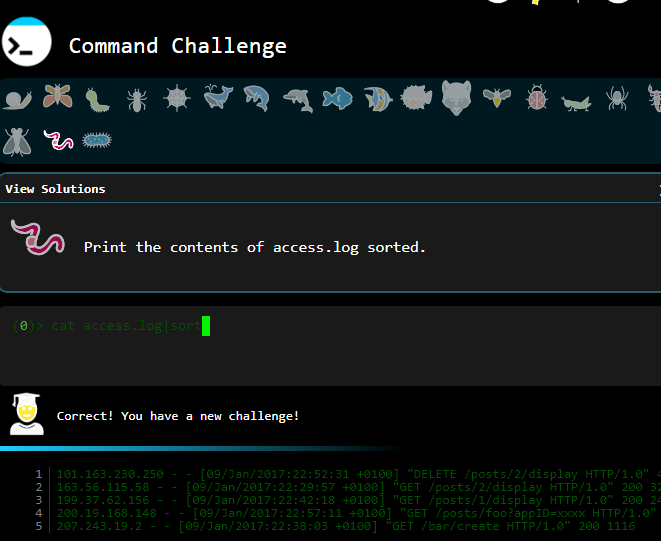 Command Challenge
View Solutions
Print the contents of access.log sorted.
(0)> cat access.log|sort
Correct! You have a new challenge!
1 101.163.230.250 - - [09/Jan/2017:22:52:31 +0100] "DELETE /posts/2/display HTTP/1.0" 4
2 163.56.115.58 - - [09/Jan/2017:22:29:57 +0100] "GET /posts/2/display HTTP/1.0" 200 32
3 199.37.62.156 - - [09/Jan/2017:22:42:18 +0100] "GET /posts/1/display HTTP/1.0" 200 24
4 200.19.168.148 - - [09/Jan/2017:22:57:11 +0100] "GET /posts/foo?appID=xxxx HTTP/1.0"
5 207.243.19.2 - - [09/Jan/2017:22:38:03 +0100] "GET /bar/create HTTP/1.0" 200 1116